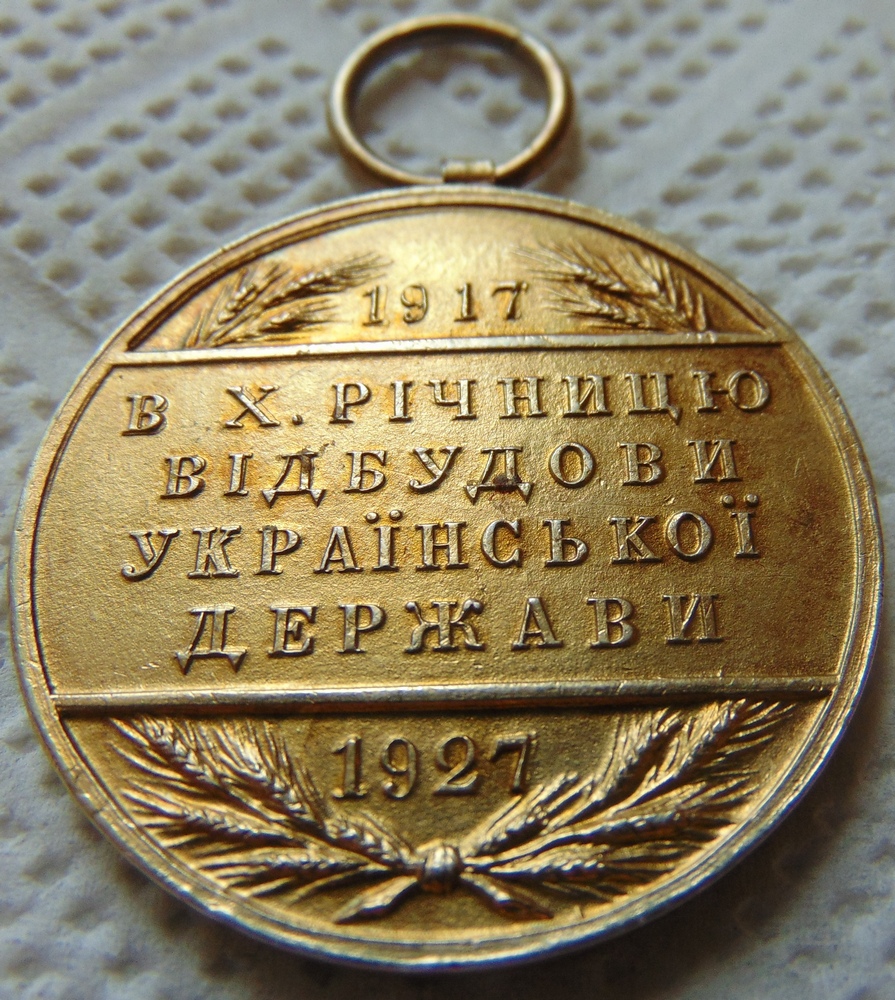 1917
В Х. РІЧНИЦЮ
ВІДБУДОВИ
УКРАЇНСЬКОЇ
ДЕРЖАВИ
1927